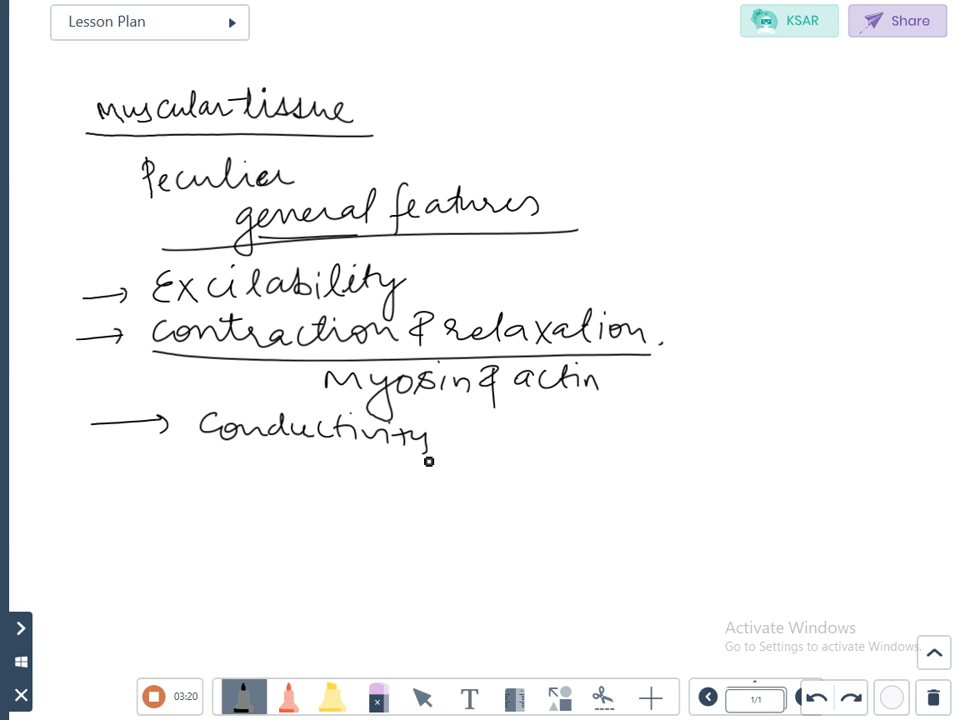 Lesson Plan
KSAR
Share
Muscular tissue
Peculier
general features
→ Excitability
→ Contraction & relaxation.
Myosin & actin
→ Conductivity
Activate Windows
Go to Settings to activate Windows.
03:20
T
1/1